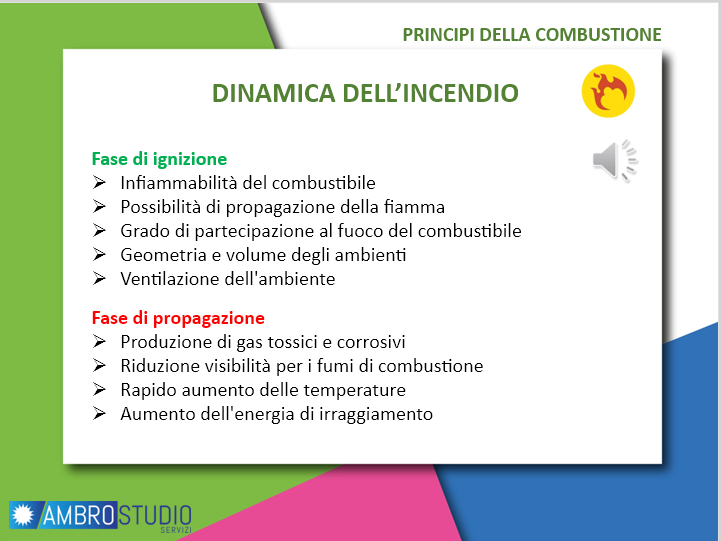 PRINCIPI DELLA COMBUSTIONE
DINAMICA DELL'INCENDIO
Fase di ignizione
➢ Infiammabilità del combustibile
➢ Possibilità di propagazione della fiamma
➢ Grado di partecipazione al fuoco del combustibile
➢ Geometria e volume degli ambienti
➢ Ventilazione dell'ambiente
Fase di propagazione
➢ Produzione di gas tossici e corrosivi
➢ Riduzione visibilità per i fumi di combustione
➢ Rapido aumento delle temperature
➢ Aumento dell'energia di irraggiamento
AMBROSTUDIO
SERVIZI